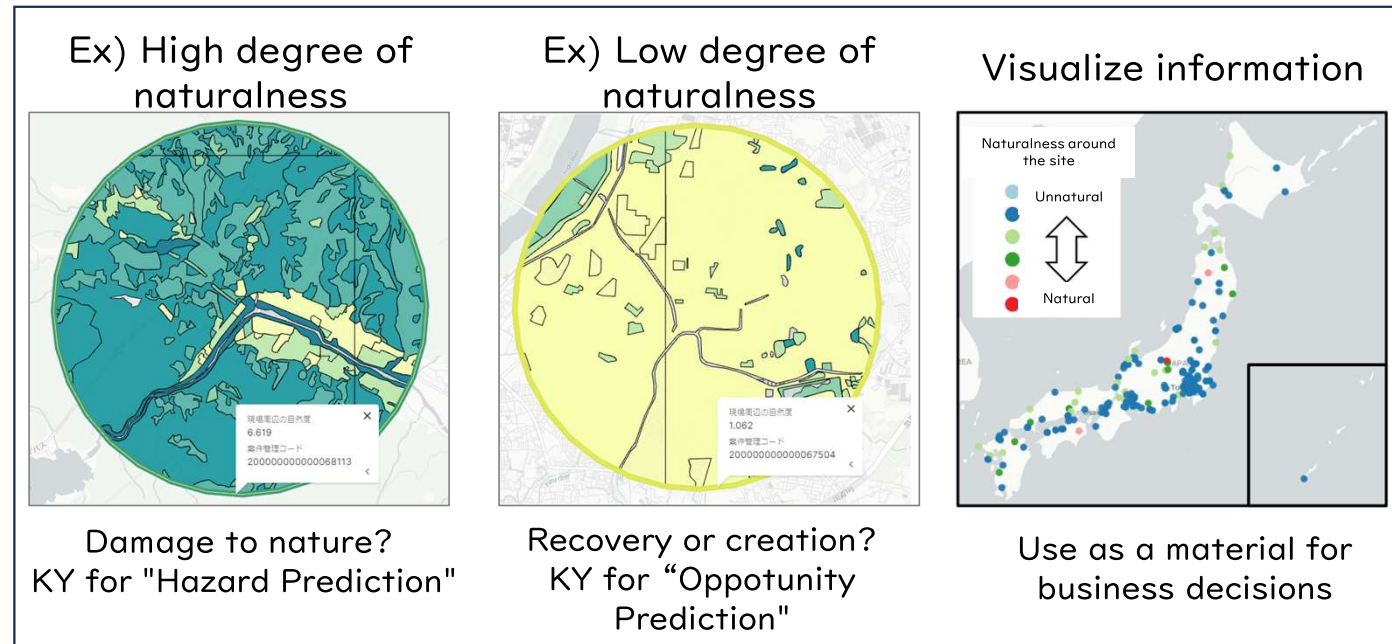 Ex) High degree of
naturalness
現場周辺の自然度
6.619
案件管理コード
200000000000068113
Damage to nature?
KY for "Hazard Prediction"
Ex) Low degree of
naturalness
現場周辺の自然度
1.062
案件管理コード
200000000000067504
Recovery or creation?
KY for “Oppotunity
Prediction"
Visualize information
Naturalness around
the site
Unnatural
Natural
Use as a material for
business decisions